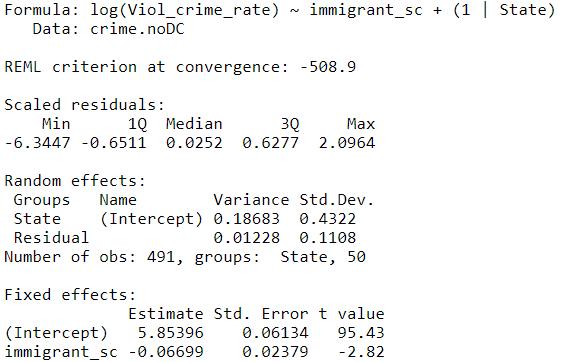 Formula: log(Viol_crime_rate) ~ immigrant_sc + (1 | State)
   Data: crime.noDC

REML criterion at convergence: -508.9

Scaled residuals:
    Min      1Q  Median      3Q     Max
-6.3447 -0.6511  0.0252  0.6277  2.0964

Random effects:
 Groups   Name        Variance Std.Dev.
 State    (Intercept) 0.18683  0.4322
 Residual             0.01228  0.1108
Number of obs: 491, groups:  State, 50

Fixed effects:
             Estimate Std. Error t value
(Intercept)   5.85396    0.06134   95.43
immigrant_sc -0.06699    0.02379   -2.82